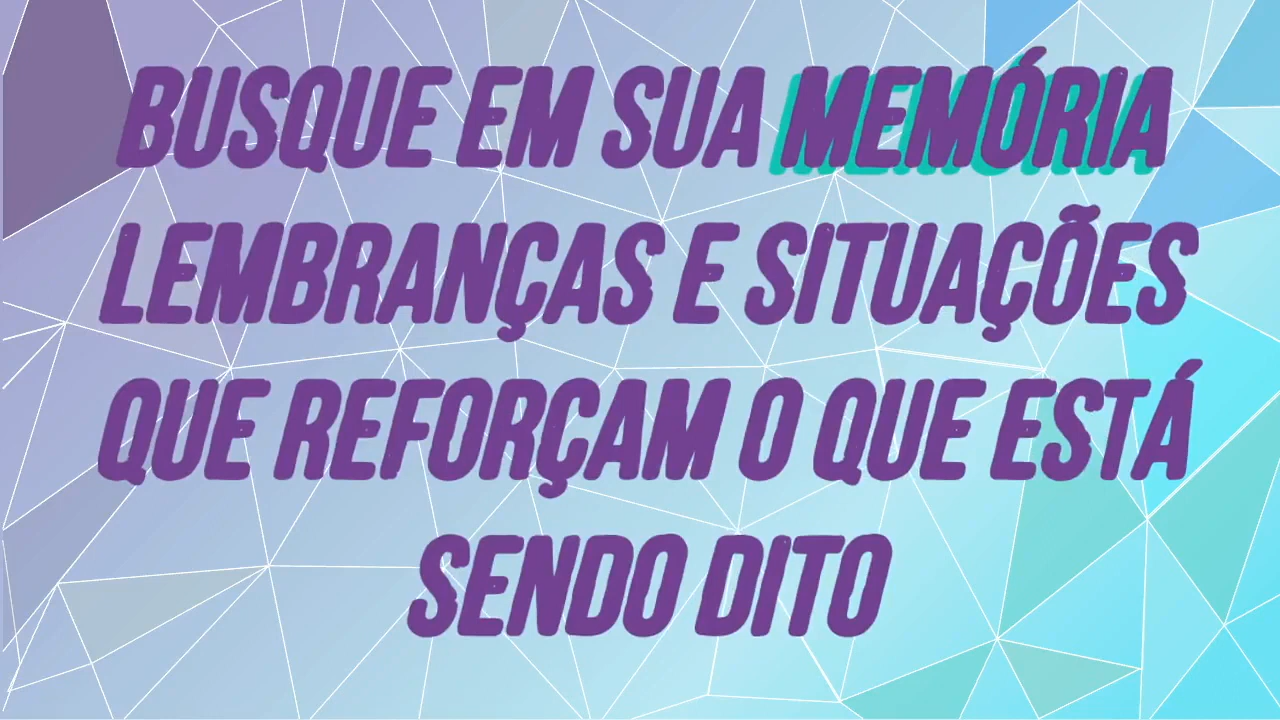 BUSQUE EM SUA MEMÓRIA
LEMBRANÇAS E SITUAÇÕES
QUE REFORÇAM O QUE ESTÁ
SENDO DITO